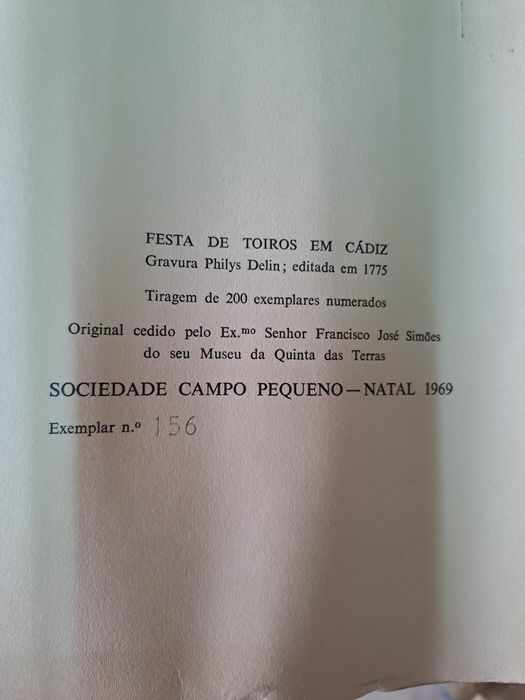 FESTA DE TOIROS EM CÁDIZ
Gravura Philys Delin; editada em 1775
Tiragem de 200 exemplares numerados
Original cedido pelo Ex.mo Senhor Francisco José Simões
do seu Museu da Quinta das Terras
SOCIEDADE CAMPO PEQUENO — NATAL 1969
Exemplar n.º 156